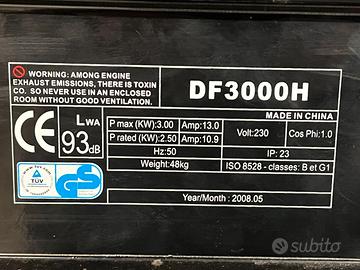 WARNING: AMONG ENGINE
EXHAUST EMISSIONS, THERE IS TOXIN
CO. SO NEVER USE IN AN ENCLOSED
ROOM WITHOUT GOOD VENTILATION.
DF3000H
MADE IN CHINA
CE
LWA
93dB
P max (KW):3.00
Amp:13.0
Volt:230
Cos Phi:1.0
P rated (KW):2.50
Amp:10.9
Hz:50
IP: 23
Weight:48kg
ISO 8528 - classes: B et G1
TÜV
GS
Year/Month : 2008.05
subito